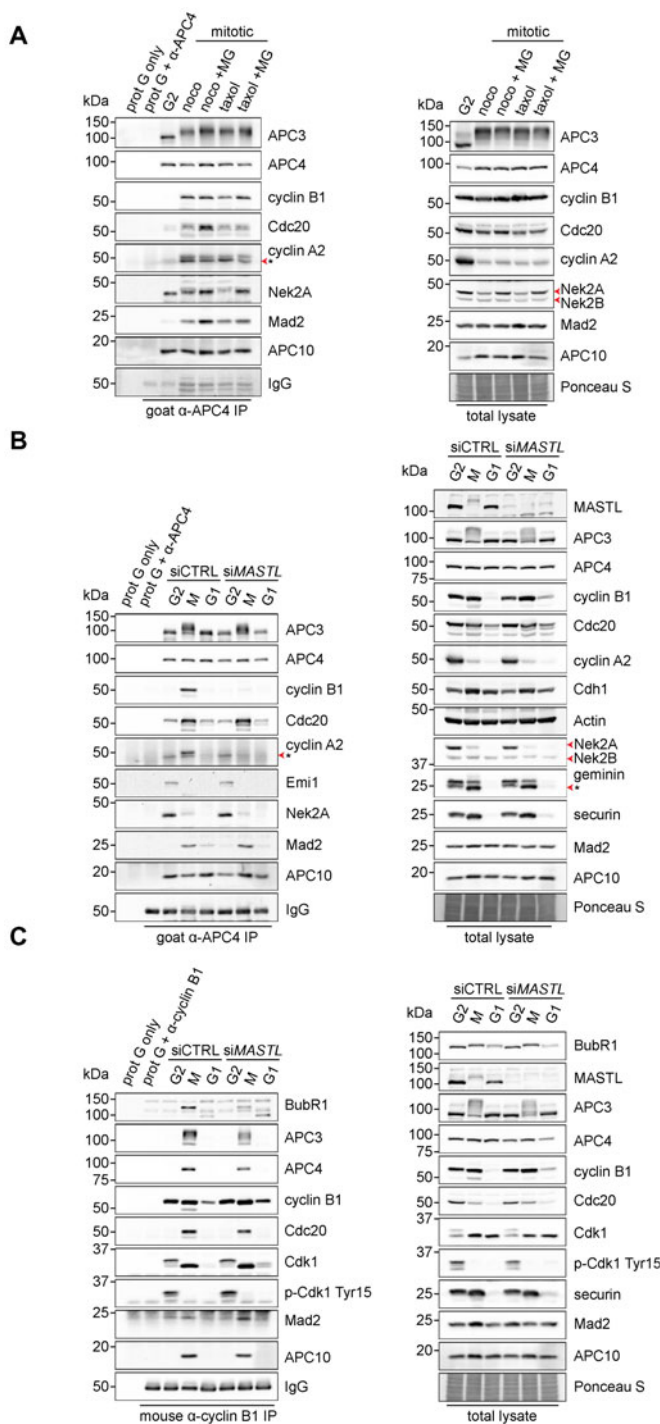 A
mitotic
prot G only
prot G + α-APC4
G2
noco
noco +MG
taxol
taxol +MG
kDa
150
100
APC3
100
APC4
50
cyclin B1
50
Cdc20
50
cyclin A2
*
Nek2A
25
Mad2
20
APC10
50
IgG
goat α-APC4 IP
mitotic
G2
noco
noco + MG
taxol
taxol + MG
kDa
150
100
APC3
100
APC4
50
cyclin B1
50
Cdc20
50
cyclin A2
50
Nek2A
Nek2B
25
Mad2
20
APC10
Ponceau S
total lysate
B
prot G only
prot G + α-APC4
siCTRL siMASTL
G2 M G1 G2 M G1
kDa
150
100
APC3
100
APC4
50
cyclin B1
50
Cdc20
50
cyclin A2
*
Emi1
Nek2A
25
Mad2
20
APC10
50
IgG
goat α-APC4 IP
siCTRL siMASTL
G2 M G1 G2 M G1
kDa
100
MASTL
150
100
APC3
100
75
APC4
50
cyclin B1
50
Cdc20
50
cyclin A2
50
Cdh1
50
Actin
Nek2A
37
Nek2B
25
geminin
*
25
securin
25
Mad2
20
APC10
Ponceau S
total lysate
C
prot G only
prot G + α-cyclin B1
siCTRL siMASTL
G2 M G1 G2 M G1
kDa
150
100
BubR1
150
100
APC3
100
75
APC4
50
cyclin B1
50
Cdc20
37
Cdk1
37
p-Cdk1 Tyr15
25
Mad2
20
APC10
50
IgG
mouse α-cyclin B1 IP
siCTRL siMASTL
G2 M G1 G2 M G1
kDa
150
100
BubR1
150
100
MASTL
150
100
APC3
100
75
APC4
50
cyclin B1
50
Cdc20
37
Cdk1
37
p-Cdk1 Tyr15
25
securin
25
Mad2
20
APC10
Ponceau S
total lysate